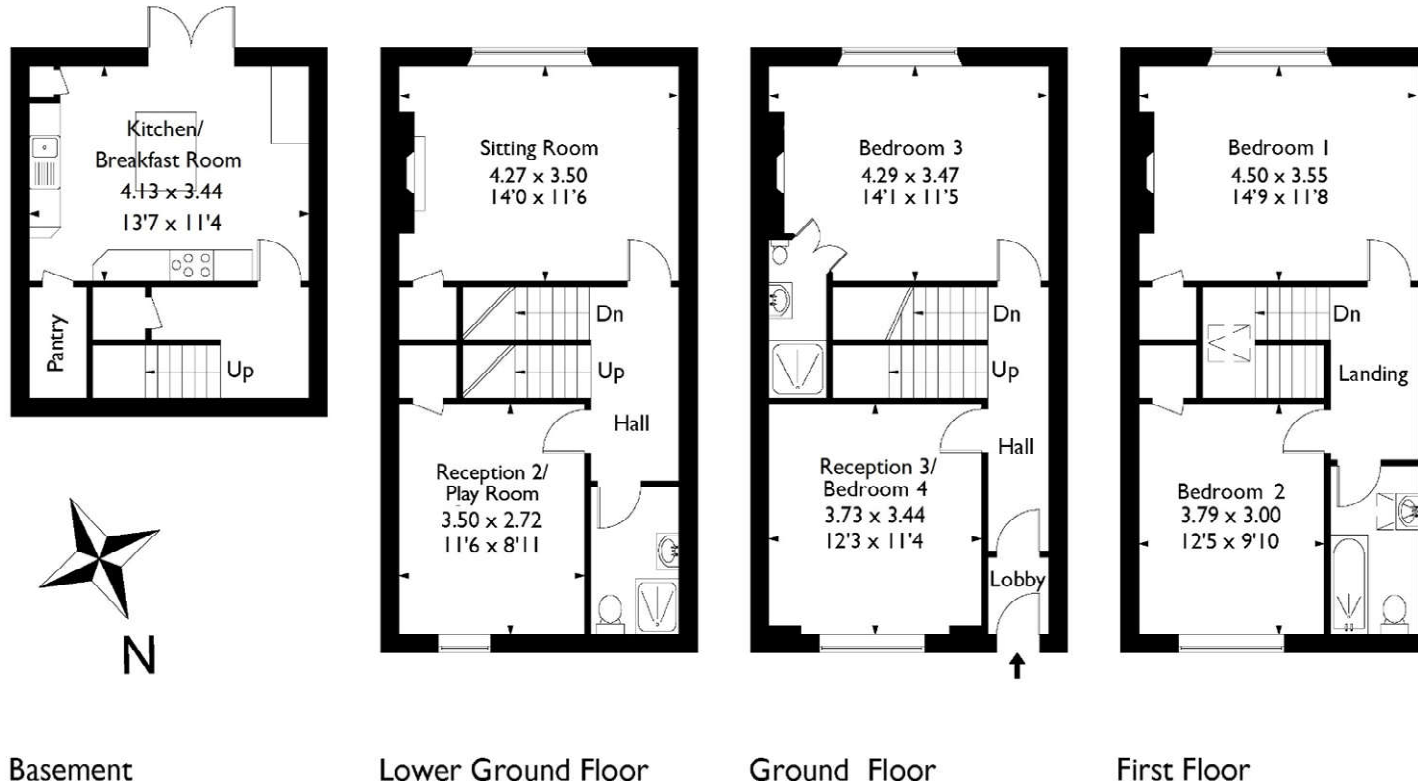 Kitchen/
Breakfast Room
4.13 x 3.44
13'7 x 11'4
Pantry
Up
N
Basement
Sitting Room
4.27 x 3.50
14'0 x 11'6
Dn
Up
Hall
Reception 2/
Play Room
3.50 x 2.72
11'6 x 8'11
Lower Ground Floor
Bedroom 3
4.29 x 3.47
14'1 x 11'5
Dn
Up
Hall
Reception 3/
Bedroom 4
3.73 x 3.44
12'3 x 11'4
Lobby
Ground Floor
Bedroom 1
4.50 x 3.55
14'9 x 11'8
Dn
Landing
Bedroom 2
3.79 x 3.00
12'5 x 9'10
First Floor